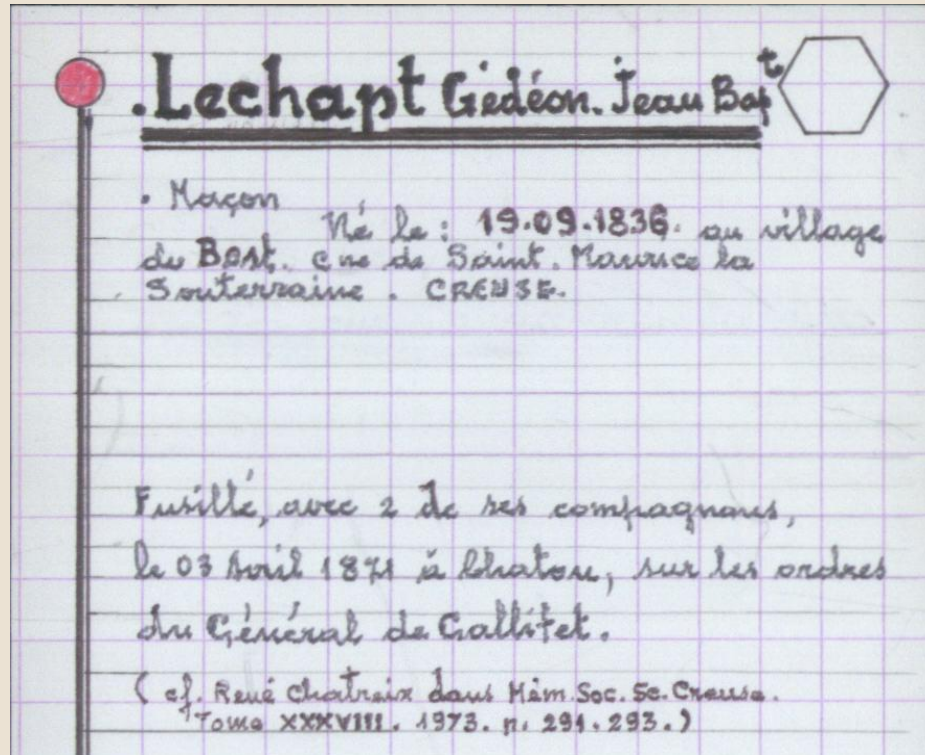 . Lechapt Gédéon. Jean Bapt
. Maçon
Né le : 19.09.1836. au village
du Bost. Cne de Saint. Maurice la
Souterraine. CREUSE.
Fusillé, avec 2 de ses compagnons,
le 03 Avril 1871 à Chatou, sur les ordres
du Général de Gallifet.
( cf. René Chatreix dans Mém. Soc. Sc. Creuse.
Tome XXXVIII. 1973. p. 291.293.)